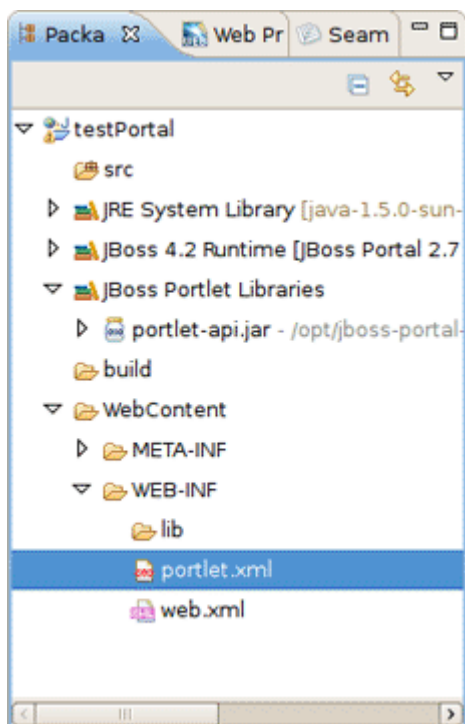 Packa Web Pr Seam
testPortal
src
JRE System Library [java-1.5.0-sun-
JBoss 4.2 Runtime [JBoss Portal 2.7
JBoss Portlet Libraries
portlet-api.jar - /opt/jboss-portal-
build
WebContent
META-INF
WEB-INF
lib
portlet.xml
web.xml